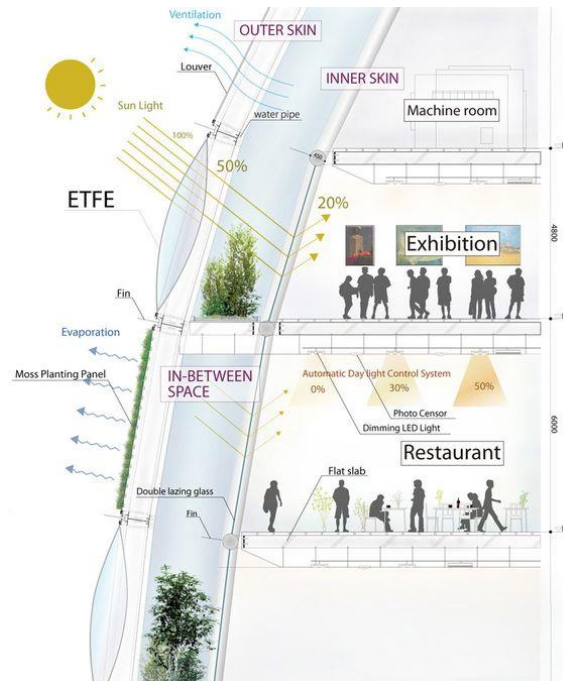 Ventilation
OUTER SKIN
Louver
INNER SKIN
Sun Light
water pipe
Machine room
100%
50%
450
ETFE
20%
4800
Exhibition
Fin
Evaporation
Automatic Day light Control System
IN-BETWEEN
SPACE
0%
30%
50%
Moss Planting Panel
Photo Censor
Dimming LED Light
6000
Restaurant
Flat slab
Double lazing glass
Fin